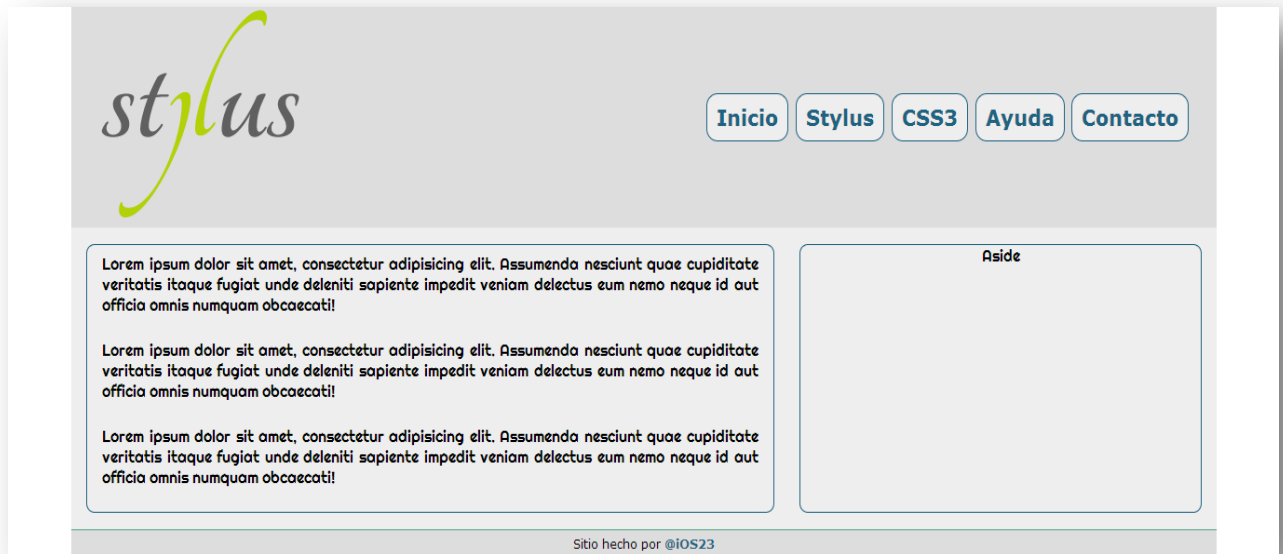 stylus
Inicio Stylus CSS3 Ayuda Contacto
Lorem ipsum dolor sit amet, consectetur adipisicing elit. Assumenda nesciunt quae cupiditate
veritatis itaque fugiat unde deleniti sapiente impedit veniam delectus eum nemo neque id aut
officia omnis numquam obcaecati!
Lorem ipsum dolor sit amet, consectetur adipisicing elit. Assumenda nesciunt quae cupiditate
veritatis itaque fugiat unde deleniti sapiente impedit veniam delectus eum nemo neque id aut
officia omnis numquam obcaecati!
Lorem ipsum dolor sit amet, consectetur adipisicing elit. Assumenda nesciunt quae cupiditate
veritatis itaque fugiat unde deleniti sapiente impedit veniam delectus eum nemo neque id aut
officia omnis numquam obcaecati!
Aside
Sitio hecho por @iOS23